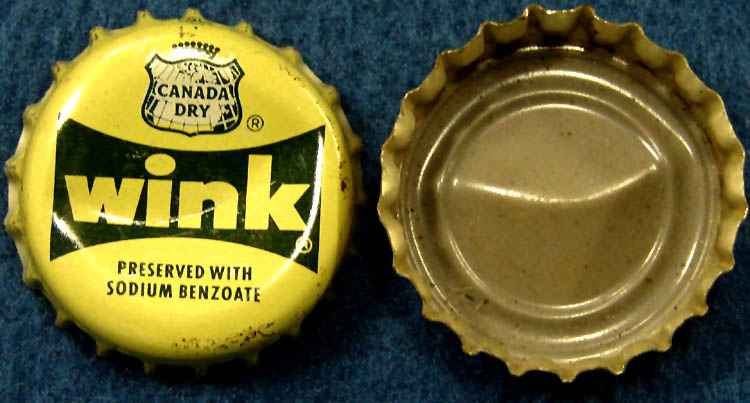 CANADA
DRY
®
wink
®
PRESERVED WITH
SODIUM BENZOATE